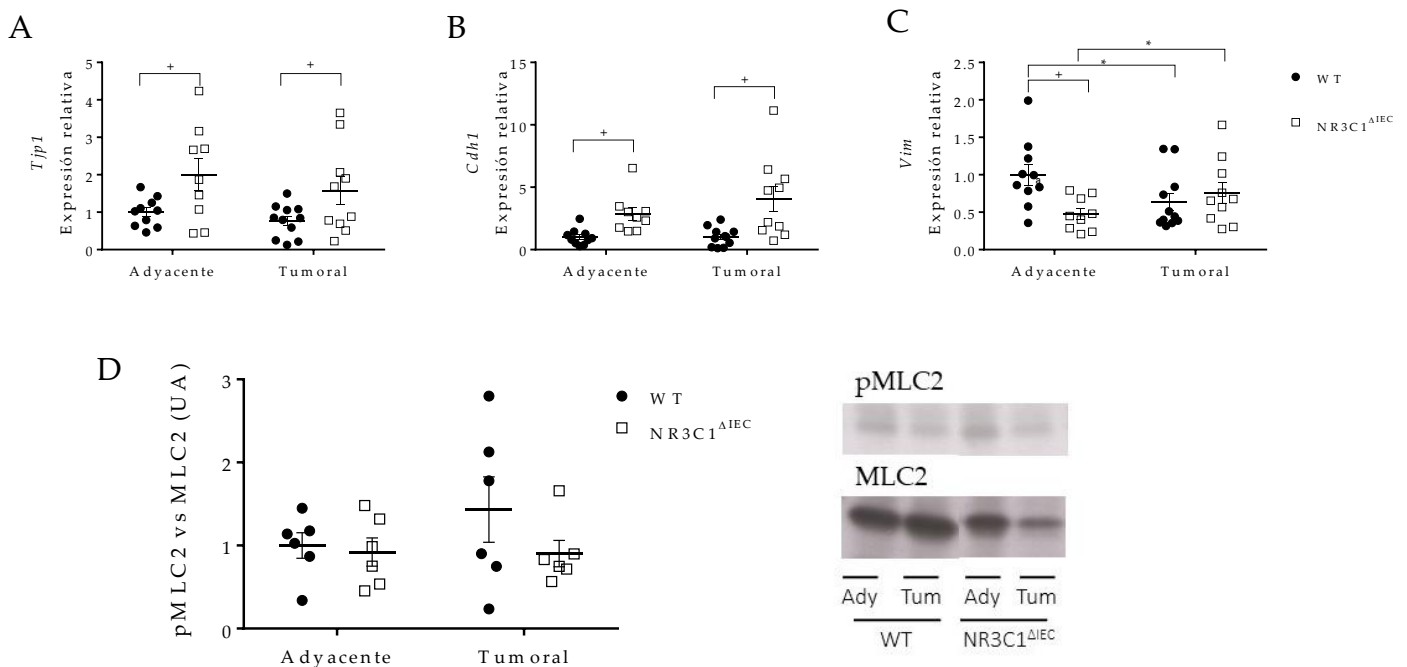 A
Tjp1
Expresión relativa
5
4
3
2
1
0
+
+
Adyacente
Tumoral
B
Cdh1
Expresión relativa
15
10
5
0
+
+
Adyacente
Tumoral
C
Vim
Expresión relativa
2.5
2.0
1.5
1.0
0.5
0.0
*
*
+
Adyacente
Tumoral
WT
NR3C1ΔIEC
D
pMLC2 vs MLC2 (UA)
3
2
1
0
Adyacente
Tumoral
WT
NR3C1ΔIEC
pMLC2
MLC2
Ady Tum Ady Tum
WT NR3C1ΔIEC